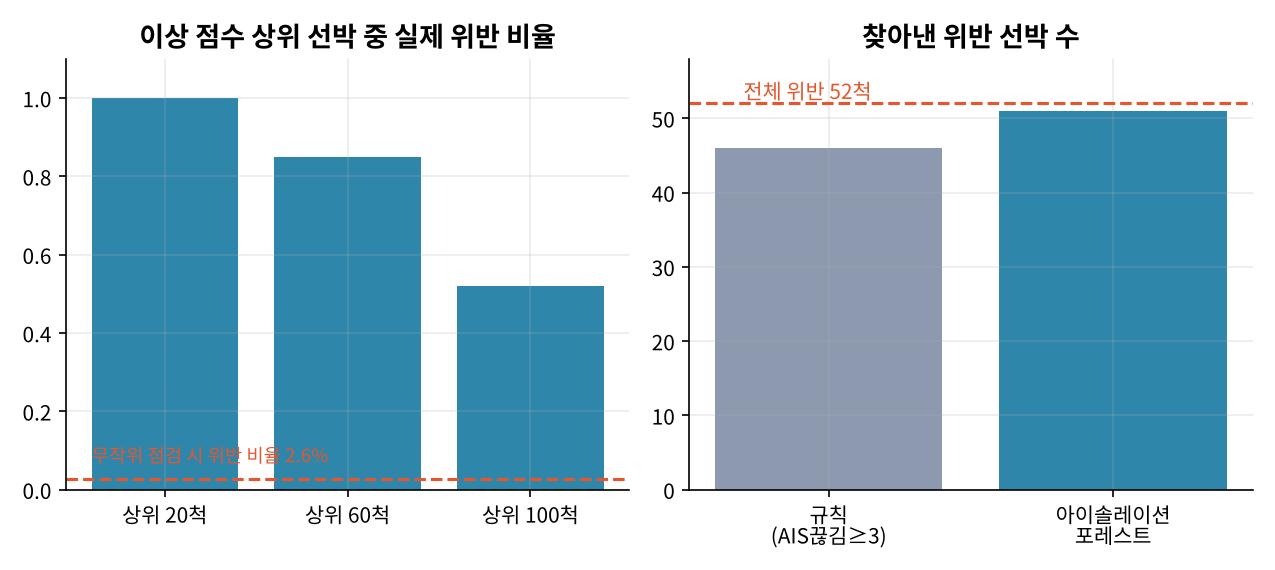 이상 점수 상위 선박 중 실제 위반 비율
1.0
0.8
0.6
0.4
0.2
0.0
무작위 점검 시 위반 비율 2.6%
상위 20척
상위 60척
상위 100척
찾아낸 위반 선박 수
전체 위반 52척
50
40
30
20
10
0
규칙
(AIS끊김≥3)
아이솔레이션
포레스트